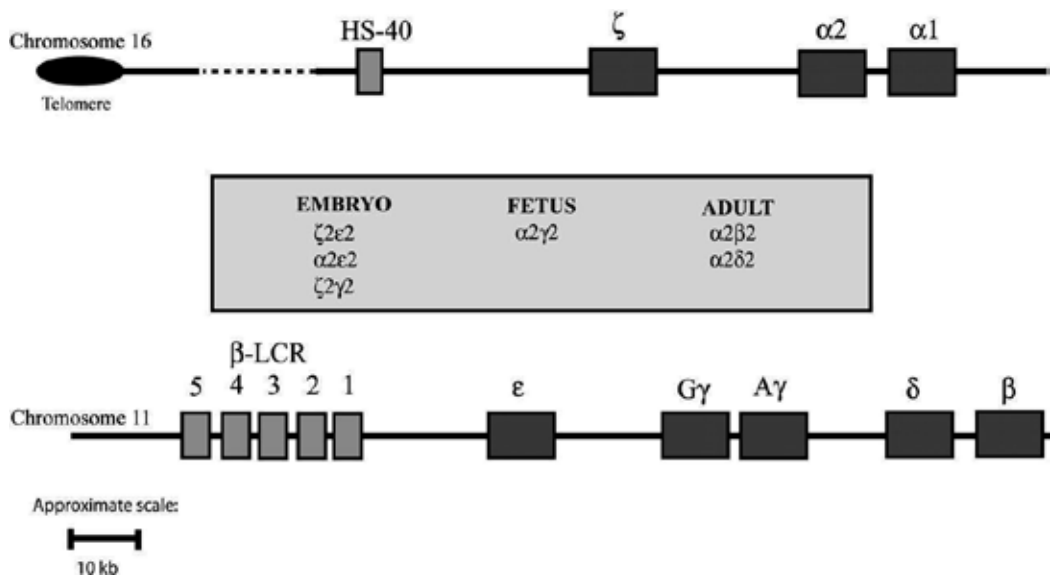 Chromosome 16
HS-40
ζ
α2
α1
Telomere
EMBRYO
ζ2ε2
α2ε2
ζ2γ2
FETUS
α2γ2
ADULT
α2β2
α2δ2
β-LCR
5 4 3 2 1
ε
Gγ
Aγ
δ
β
Chromosome 11
Approximate scale:
10 kb